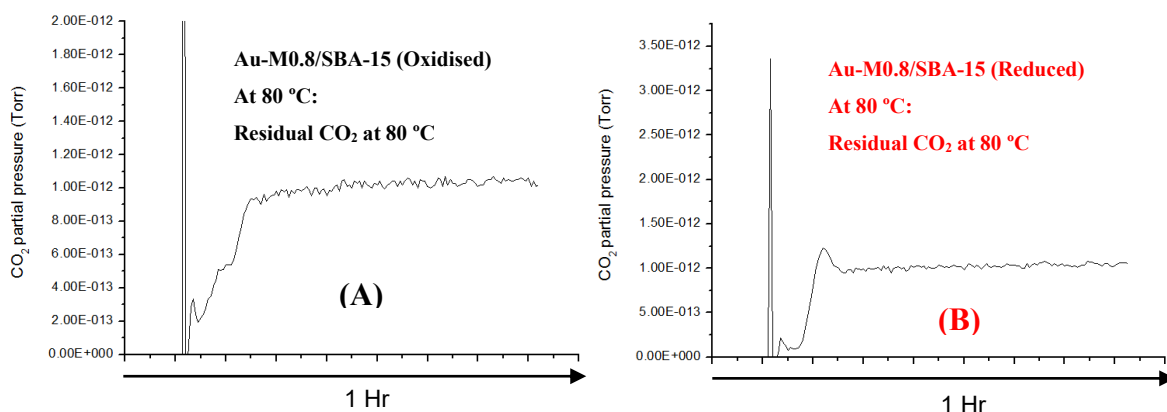 2.00E-012
1.80E-012
1.60E-012
1.40E-012
1.20E-012
1.00E-012
8.00E-013
6.00E-013
4.00E-013
2.00E-013
0.00E+000
CO₂ partial pressure (Torr)
Au-M0.8/SBA-15 (Oxidised)
At 80 ºC:
Residual CO₂ at 80 ºC
(A)
1 Hr
3.50E-012
3.00E-012
2.50E-012
2.00E-012
1.50E-012
1.00E-012
5.00E-013
0.00E+000
CO₂ partial pressure (Torr)
Au-M0.8/SBA-15 (Reduced)
At 80 ºC:
Residual CO₂ at 80 ºC
(B)
1 Hr